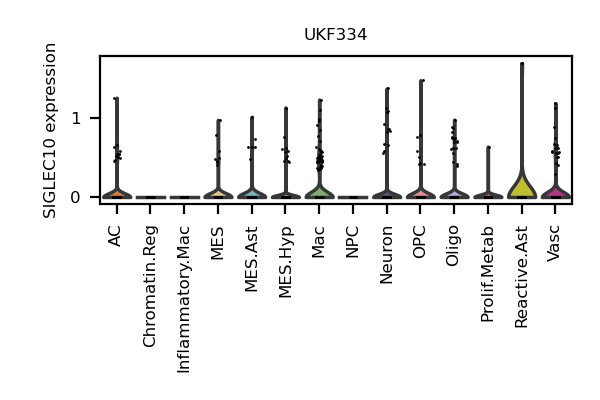 UKF334
SIGLEC10 expression
1
0
AC
Chromatin.Reg
Inflammatory.Mac
MES
MES.Ast
MES.Hyp
Mac
NPC
Neuron
OPC
Oligo
Prolif.Metab
Reactive.Ast
Vasc